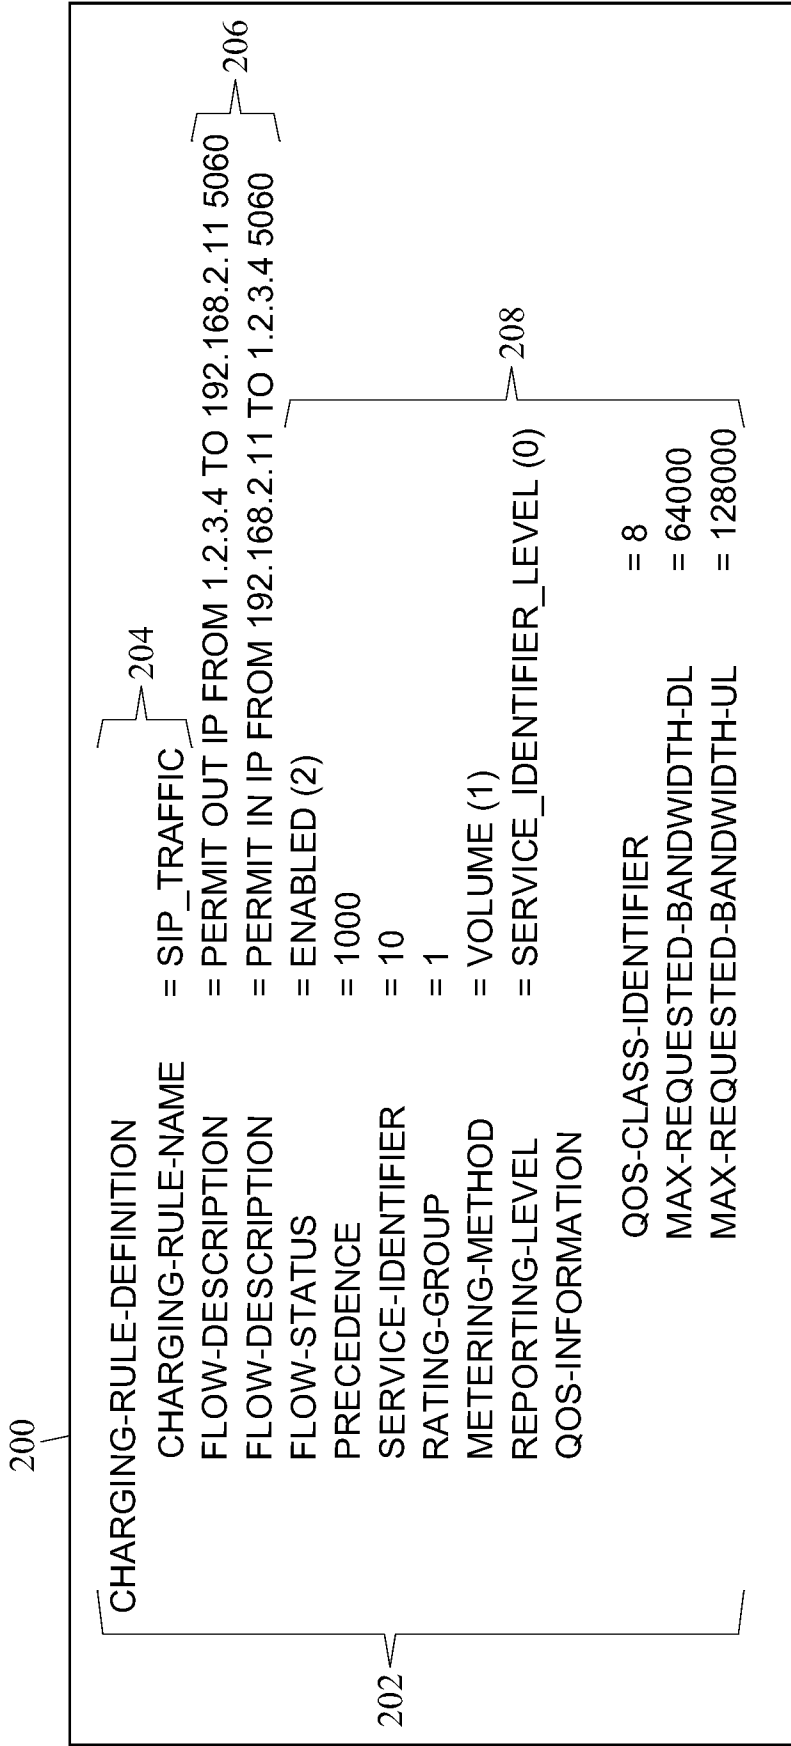 200
CHARGING-RULE-DEFINITION
204
CHARGING-RULE-NAME = SIP_TRAFFIC
FLOW-DESCRIPTION = PERMIT OUT IP FROM 1.2.3.4 TO 192.168.2.11 5060
206
FLOW-DESCRIPTION = PERMIT IN IP FROM 192.168.2.11 TO 1.2.3.4 5060
FLOW-STATUS = ENABLED (2)
PRECEDENCE = 1000
SERVICE-IDENTIFIER = 10
202
RATING-GROUP = 1
METERING-METHOD = VOLUME (1)
208
REPORTING-LEVEL = SERVICE_IDENTIFIER_LEVEL (0)
QOS-INFORMATION
QOS-CLASS-IDENTIFIER = 8
MAX-REQUESTED-BANDWIDTH-DL = 64000
MAX-REQUESTED-BANDWIDTH-UL = 128000